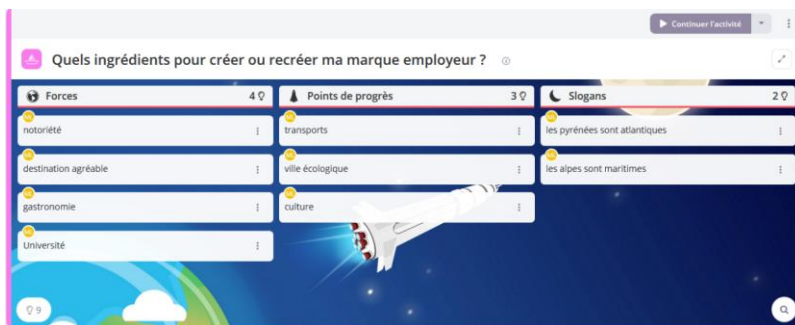 Continuer l'activité
Quels ingrédients pour créer ou recréer ma marque employeur ?
Forces 4
Points de progrès 3
Slogans 2
notoriété
transports
les pyrénées sont atlantiques
destination agréable
ville écologique
les alpes sont maritimes
gastronomie
culture
Université
9